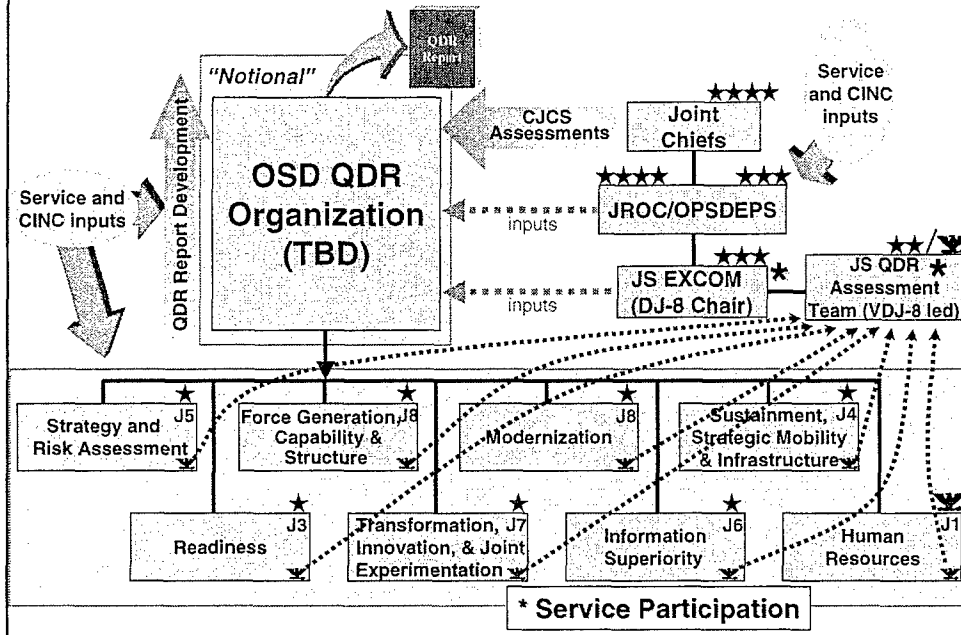 QDR
Report
"Notional"
Service
and CINC
inputs
CJCS
Assessments
Joint
Chiefs
QDR Report Development
OSD QDR
Organization
(TBD)
Service and
CINC inputs
JROC/OPSDEPS
inputs
JS EXCOM
(DJ-8 Chair)
inputs
JS QDR
Assessment
Team (VDJ-8 led)
J5
Strategy and
Risk Assessment
J8
Force Generation,
Capability &
Structure
J8
Modernization
J4
Sustainment,
Strategic Mobility
& Infrastructure
J3
Readiness
J7
Transformation,
Innovation, & Joint
Experimentation
J6
Information
Superiority
J1
Human
Resources
* Service Participation